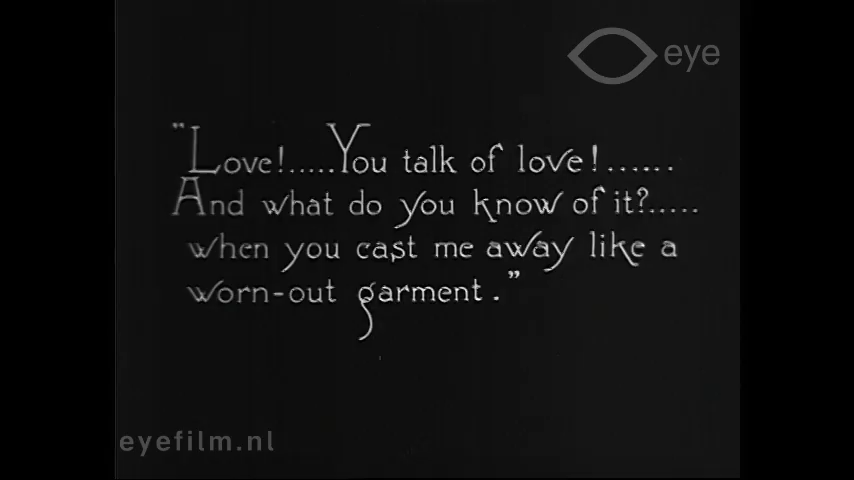 eye
"Love!.....You talk of love!......
And what do you know of it?.....
when you cast me away like a
worn-out garment."
eyefilm.nl